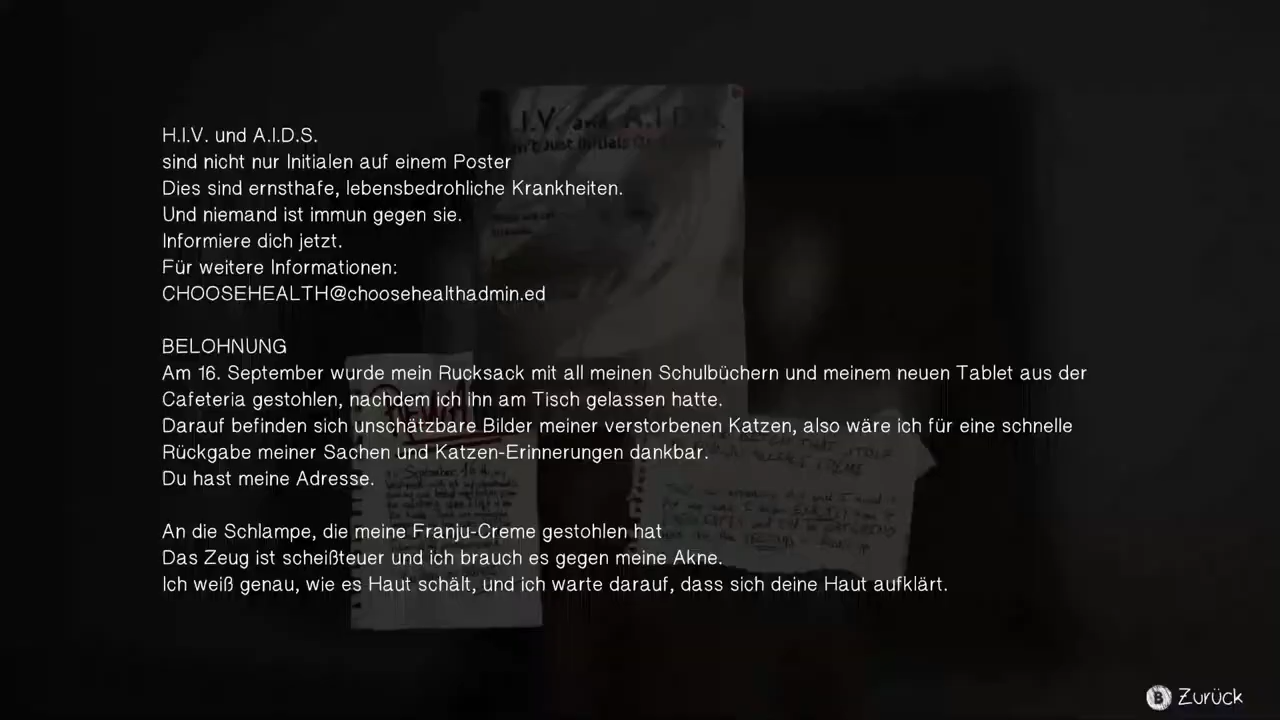 H.I.V. und A.I.D.S.
sind nicht nur Initialen auf einem Poster
Dies sind ernsthafe, lebensbedrohliche Krankheiten.
Und niemand ist immun gegen sie.
Informiere dich jetzt.
Für weitere Informationen:
CHOOSEHEALTH@choosehealthadmin.ed
BELOHNUNG
Am 16. September wurde mein Rucksack mit all meinen Schulbüchern und meinem neuen Tablet aus der
Cafeteria gestohlen, nachdem ich ihn am Tisch gelassen hatte.
Darauf befinden sich unschätzbare Bilder meiner verstorbenen Katzen, also wäre ich für eine schnelle
Rückgabe meiner Sachen und Katzen-Erinnerungen dankbar.
Du hast meine Adresse.
An die Schlampe, die meine Franju-Creme gestohlen hat
Das Zeug ist scheißteuer und ich brauch es gegen meine Akne.
Ich weiß genau, wie es Haut schält, und ich warte darauf, dass sich deine Haut aufklärt.
B Zurück